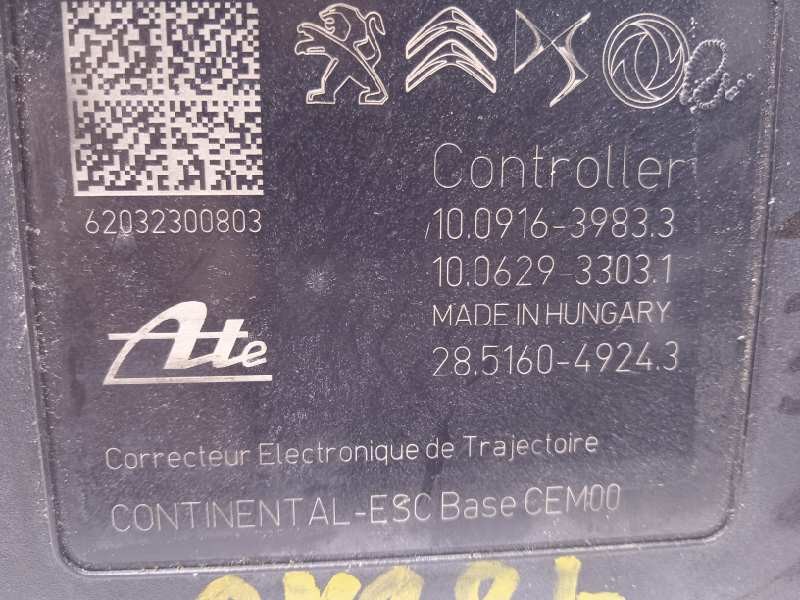 Controller
62032300803
10.0916-3983.3
10.0629-3303.1
MADE IN HUNGARY
Ate
28.5160-4924.3
Correcteur Electronique de Trajectoire
CONTINENTAL-ESC Base CEM00